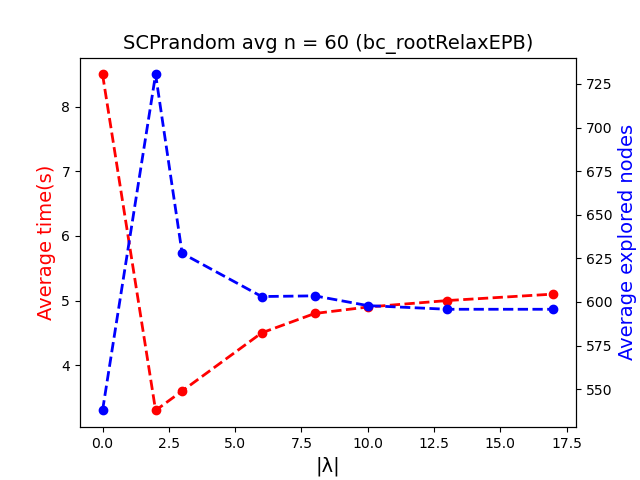 SCPrandom avg n = 60 (bc_rootRelaxEPB)
Average time(s)
8
7
6
5
4
725
700
675
650
625
600
575
550
Average explored nodes
0.0 2.5 5.0 7.5 10.0 12.5 15.0 17.5
|λ|